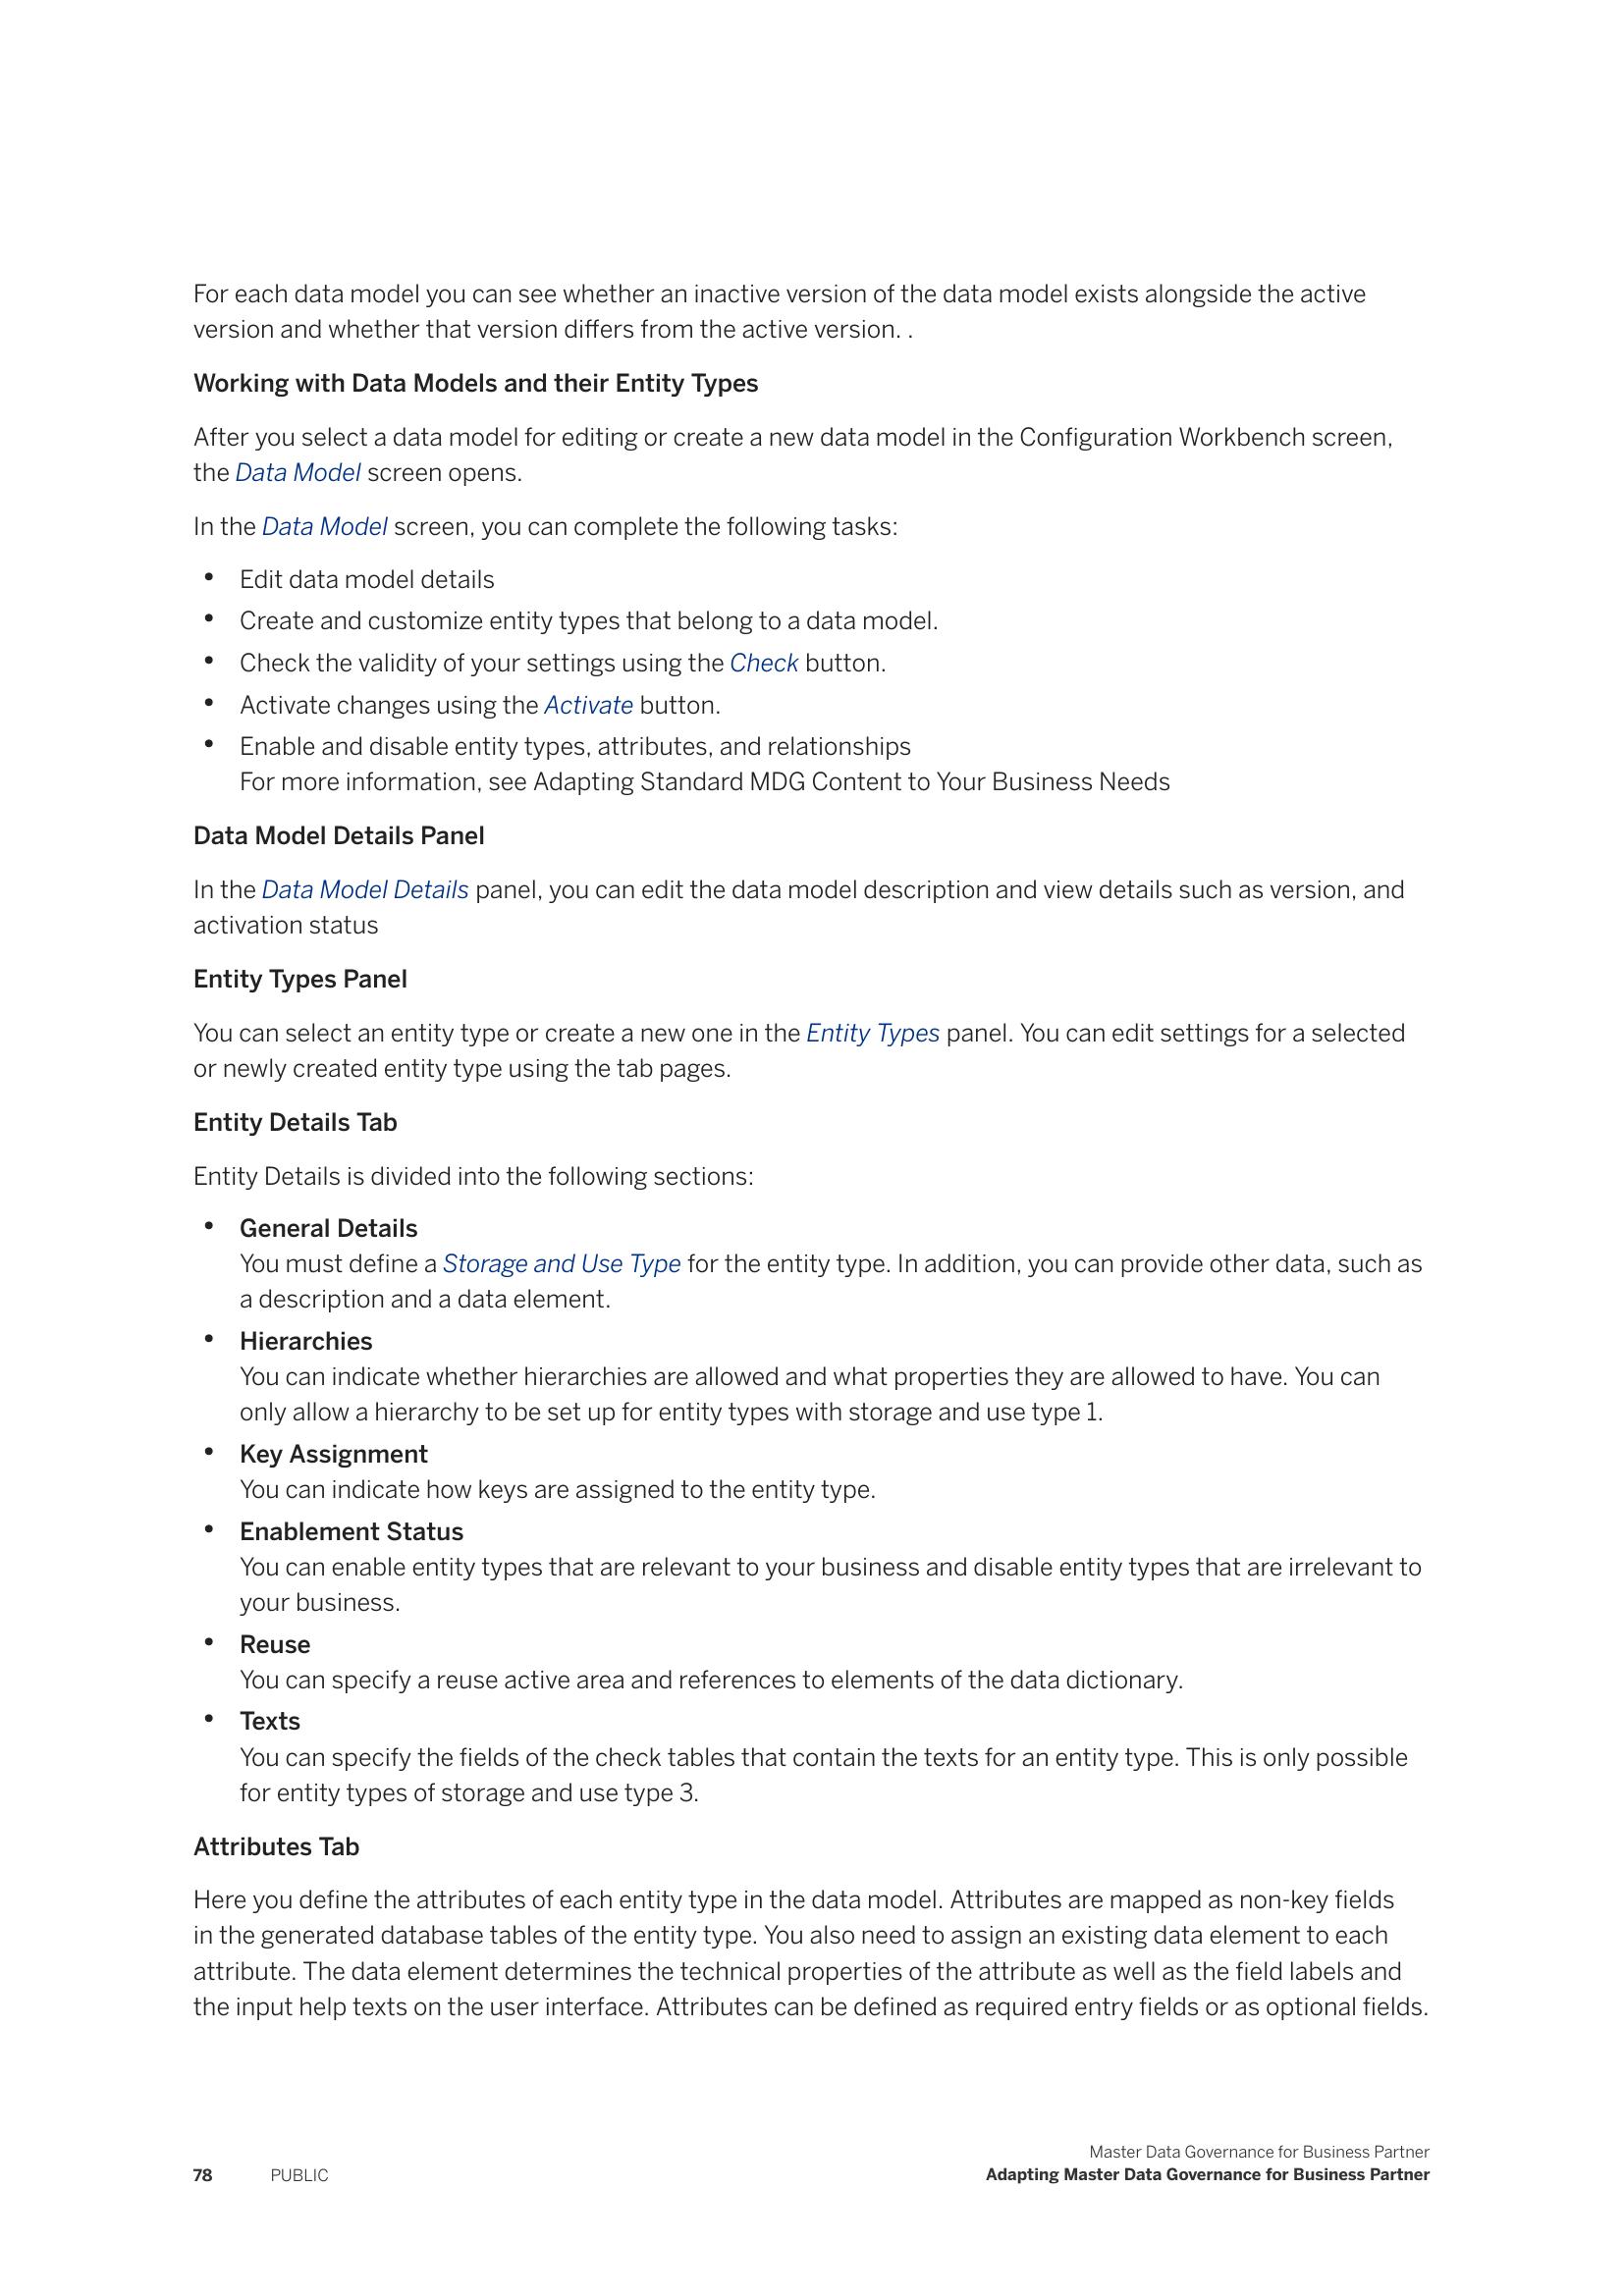 For each data model you can see whether an inactive version of the data model exists alongside the active
version and whether that version differs from the active version. .
Working with Data Models and their Entity Types
After you select a data model for editing or create a new data model in the Configuration Workbench screen,
the Data Model screen opens.
In the Data Model screen, you can complete the following tasks:
• Edit data model details
• Create and customize entity types that belong to a data model.
• Check the validity of your settings using the Check button.
• Activate changes using the Activate button.
• Enable and disable entity types, attributes, and relationships
For more information, see Adapting Standard MDG Content to Your Business Needs
Data Model Details Panel
In the Data Model Details panel, you can edit the data model description and view details such as version, and
activation status
Entity Types Panel
You can select an entity type or create a new one in the Entity Types panel. You can edit settings for a selected
or newly created entity type using the tab pages.
Entity Details Tab
Entity Details is divided into the following sections:
• General Details
You must define a Storage and Use Type for the entity type. In addition, you can provide other data, such as
a description and a data element.
• Hierarchies
You can indicate whether hierarchies are allowed and what properties they are allowed to have. You can
only allow a hierarchy to be set up for entity types with storage and use type 1.
• Key Assignment
You can indicate how keys are assigned to the entity type.
• Enablement Status
You can enable entity types that are relevant to your business and disable entity types that are irrelevant to
your business.
• Reuse
You can specify a reuse active area and references to elements of the data dictionary.
• Texts
You can specify the fields of the check tables that contain the texts for an entity type. This is only possible
for entity types of storage and use type 3.
Attributes Tab
Here you define the attributes of each entity type in the data model. Attributes are mapped as non-key fields
in the generated database tables of the entity type. You also need to assign an existing data element to each
attribute. The data element determines the technical properties of the attribute as well as the field labels and
the input help texts on the user interface. Attributes can be defined as required entry fields or as optional fields.
Master Data Governance for Business Partner
78 PUBLIC Adapting Master Data Governance for Business Partner